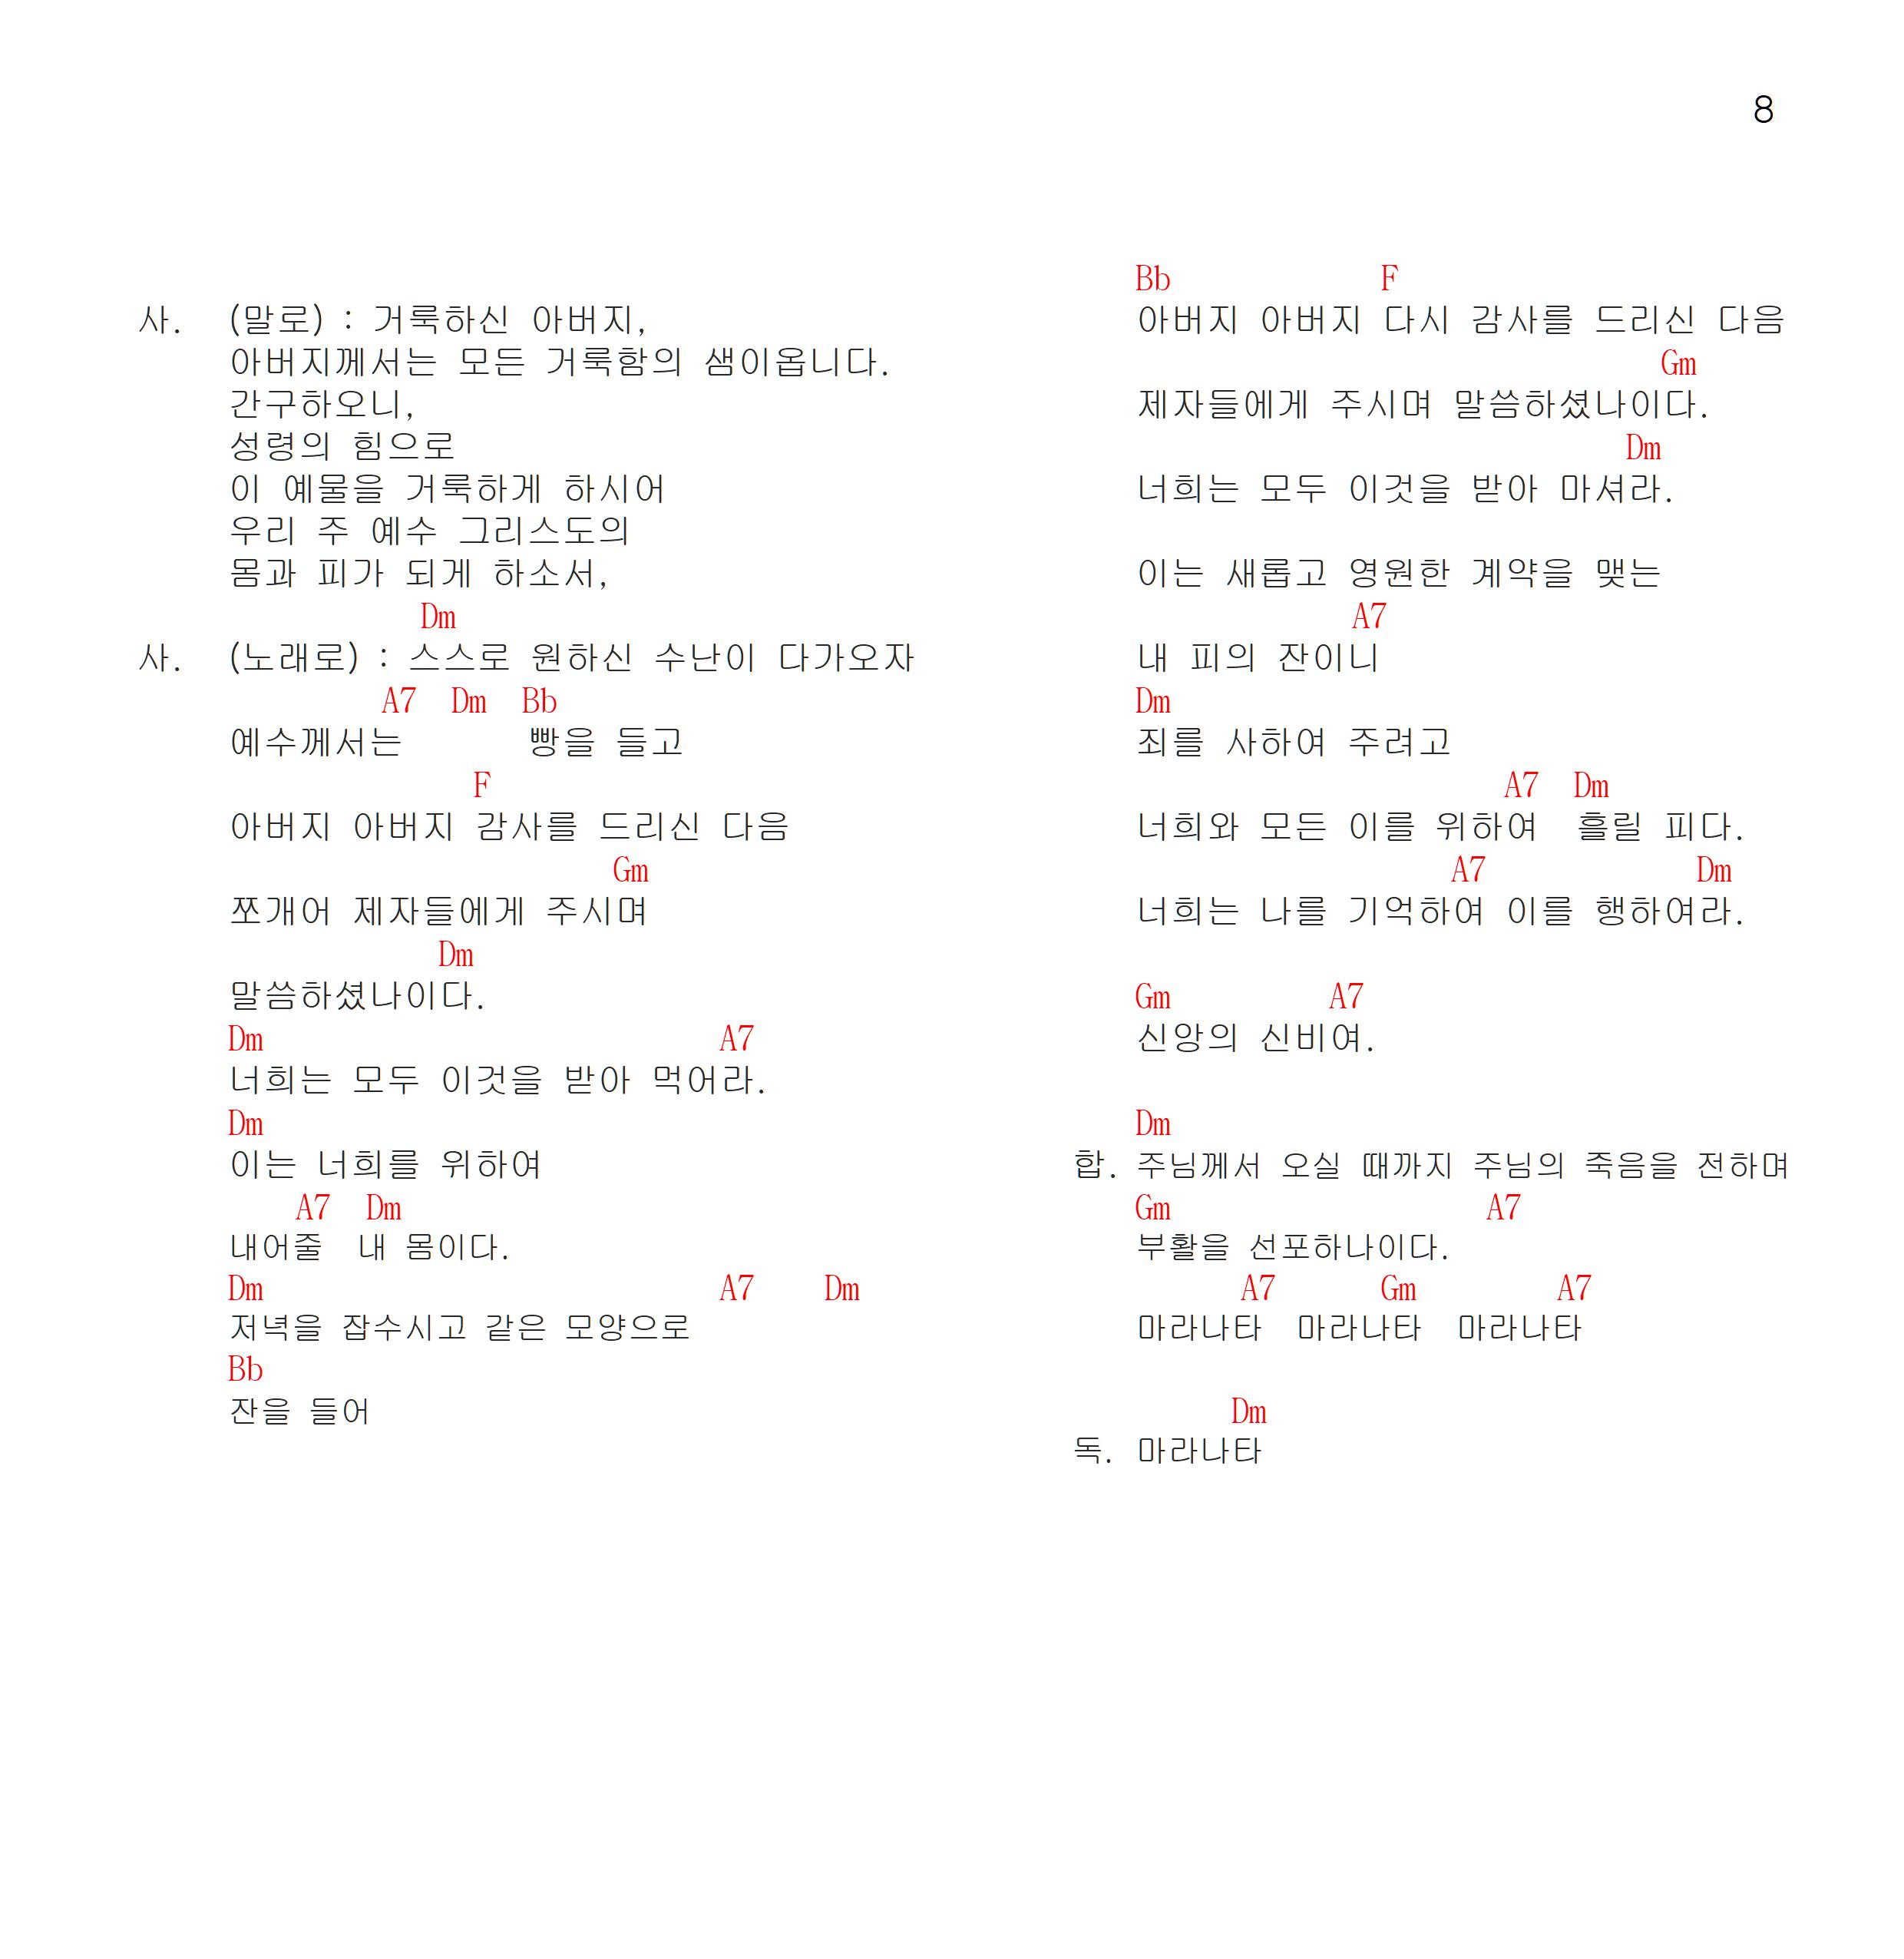 8
사. (말로) : 거룩하신 아버지,
아버지께서는 모든 거룩함의 샘이옵니다.
간구하오니,
성령의 힘으로
이 예물을 거룩하게 하시어
우리 주 예수 그리스도의
몸과 피가 되게 하소서,
Dm
사. (노래로) : 스스로 원하신 수난이 다가오자
A7 Dm Bb
예수께서는 빵을 들고
F
아버지 아버지 감사를 드리신 다음
Gm
쪼개어 제자들에게 주시며
Dm
말씀하셨나이다.
Dm A7
너희는 모두 이것을 받아 먹어라.
Dm
이는 너희를 위하여
A7 Dm
내어줄 내 몸이다.
Dm A7 Dm
저녁을 잡수시고 같은 모양으로
Bb
잔을 들어
Bb F
아버지 아버지 다시 감사를 드리신 다음
Gm
제자들에게 주시며 말씀하셨나이다.
Dm
너희는 모두 이것을 받아 마셔라.
이는 새롭고 영원한 계약을 맺는
A7
내 피의 잔이니
Dm
죄를 사하여 주려고
A7 Dm
너희와 모든 이를 위하여 흘릴 피다.
A7 Dm
너희는 나를 기억하여 이를 행하여라.
Gm A7
신앙의 신비여.
Dm
합. 주님께서 오실 때까지 주님의 죽음을 전하며
Gm A7
부활을 선포하나이다.
A7 Gm A7
마라나타 마라나타 마라나타
Dm
독. 마라나타